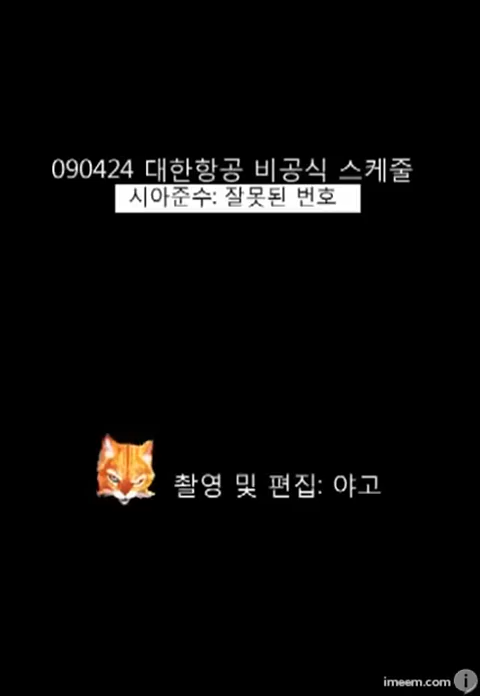 090424 대한항공 비공식 스케줄
시아준수: 잘못된 번호
촬영 및 편집: 야고
imeem.com i